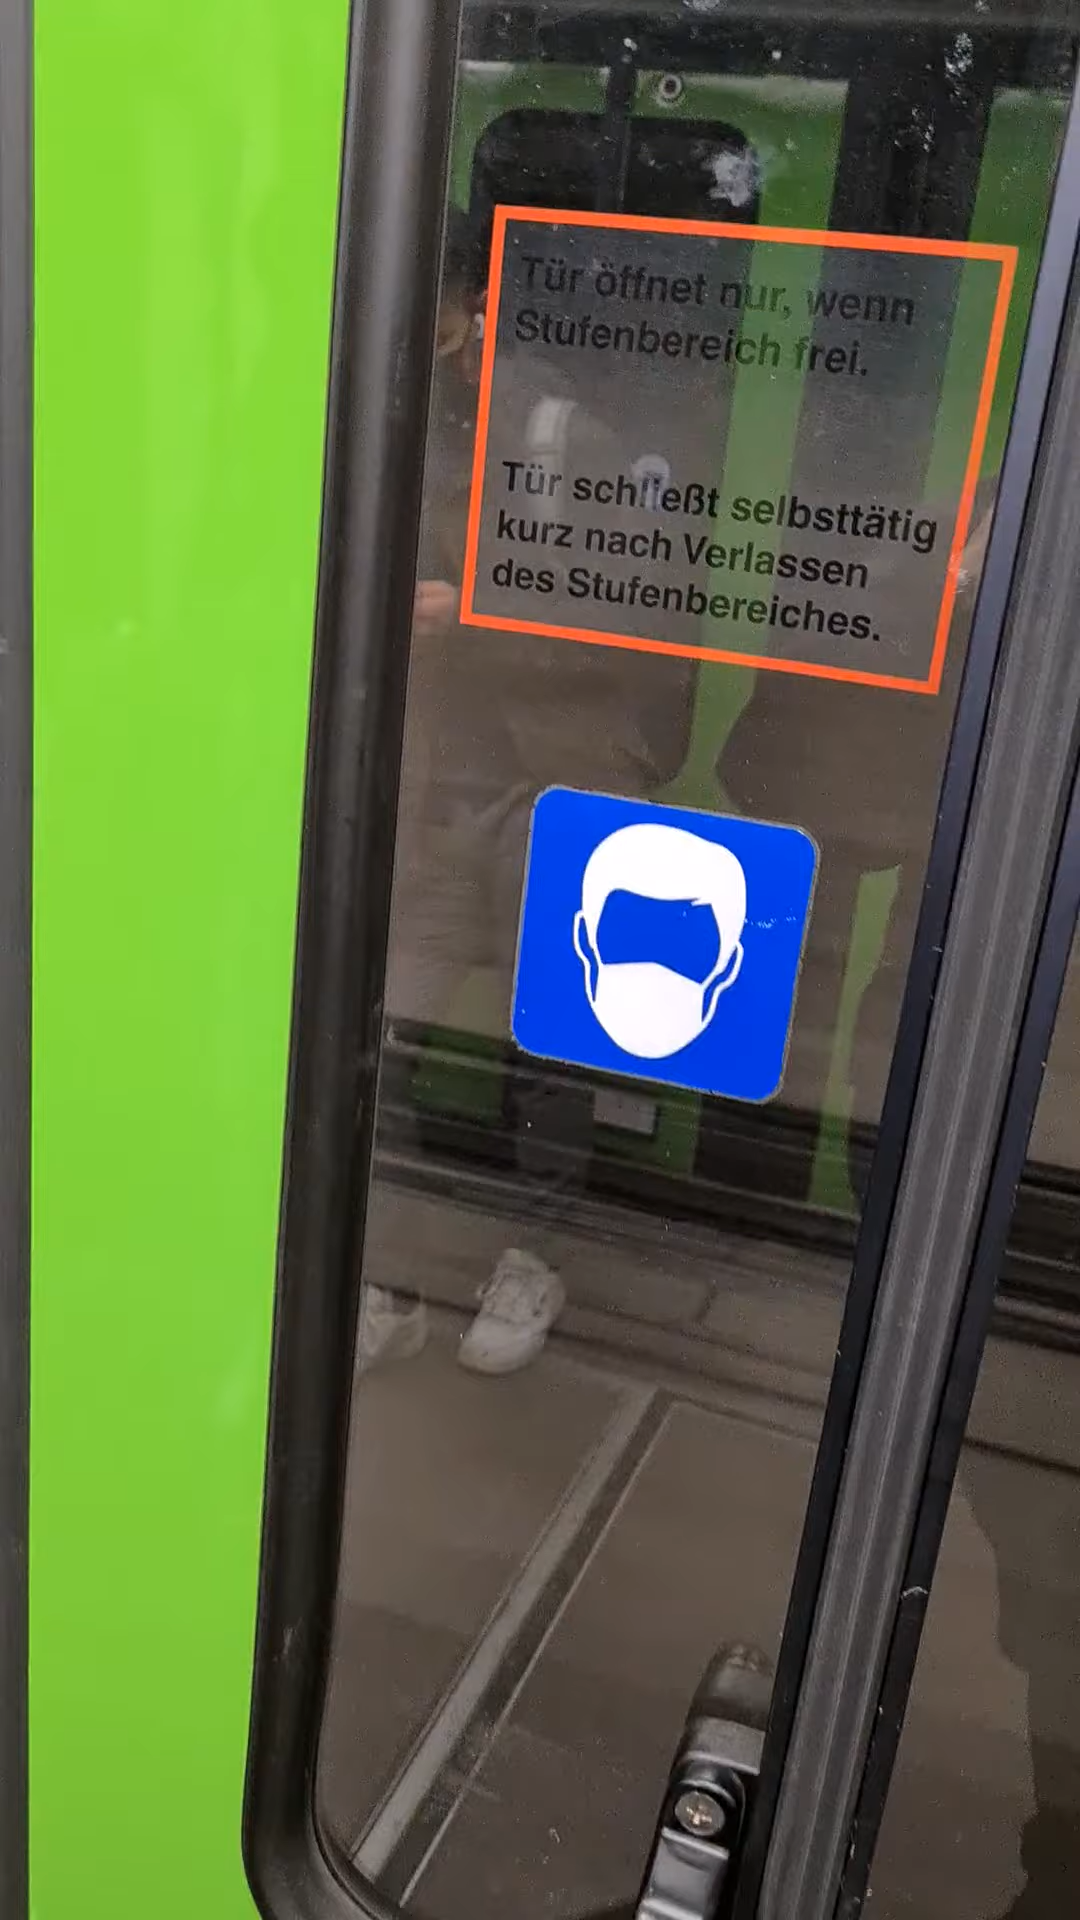 Tür öffnet nur, wenn
Stufenbereich frei.
Tür schließt selbsttätig
kurz nach Verlassen
des Stufenbereiches.